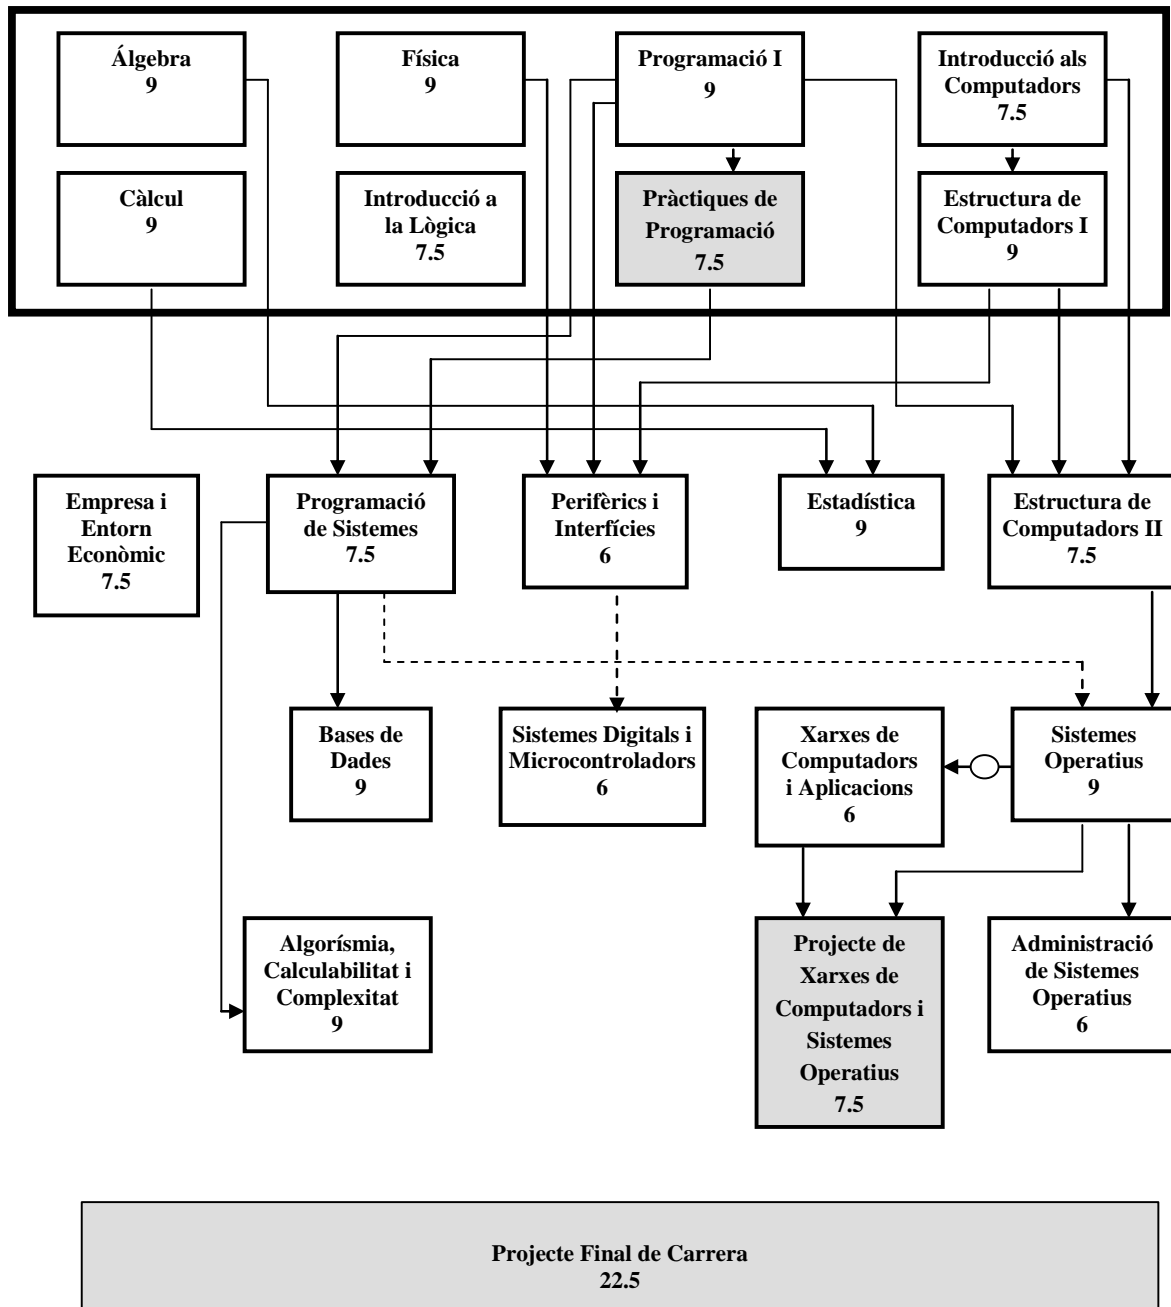 Álgebra
9
Física
9
Programació I
9
Introducció als
Computadors
7.5
Càlcul
9
Introducció a
la Lògica
7.5
Pràctiques de
Programació
7.5
Estructura de
Computadors I
9
Empresa i
Entorn
Econòmic
7.5
Programació
de Sistemes
7.5
Perifèrics i
Interfícies
6
Estadística
9
Estructura de
Computadors II
7.5
Bases de
Dades
9
Sistemes Digitals i
Microcontroladors
6
Xarxes de
Computadors
i Aplicacions
6
Sistemes
Operatius
9
Algorísmia,
Calculabilitat i
Complexitat
9
Projecte de
Xarxes de
Computadors i
Sistemes
Operatius
7.5
Administració
de Sistemes
Operatius
6
Projecte Final de Carrera
22.5